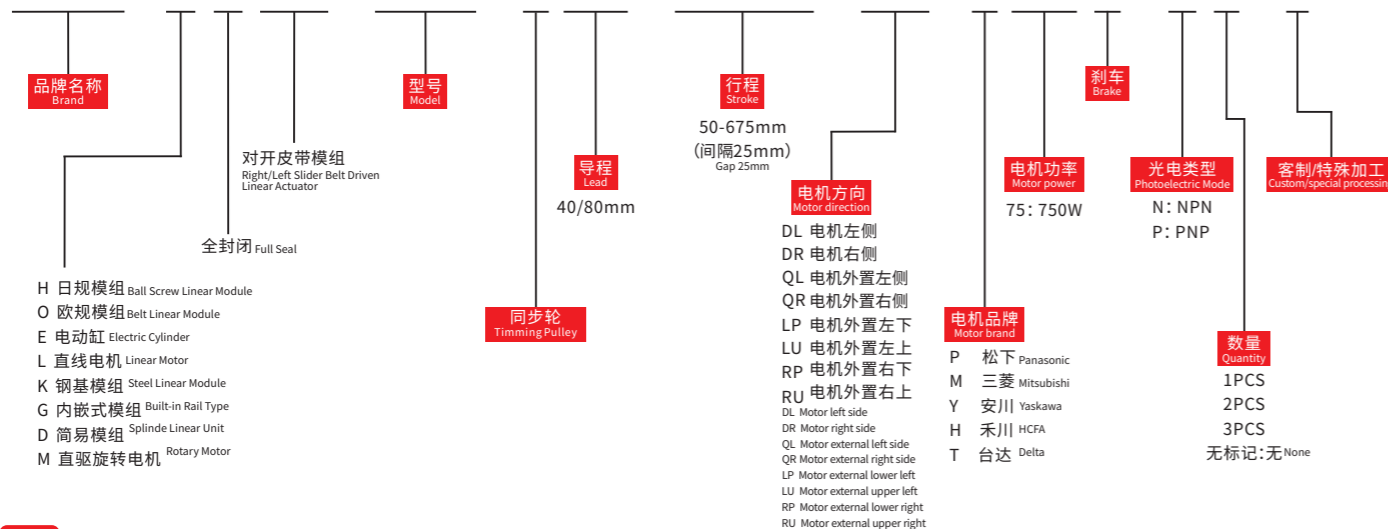 品牌名称
Brand
型号
Model
行程
Stroke
50-675mm
（间隔25mm）
Gap 25mm
刹车
Brake
对开皮带模组
Right/Left Slider Belt Driven
Linear Actuator
导程
Lead
40/80mm
电机功率
Motor power
75：750W
光电类型
Photoelectric Mode
N：NPN
P：PNP
客制/特殊加工
Custom/special processin
全封闭 Full Seal
H 日规模组 Ball Screw Linear Module
O 欧规模组 Belt Linear Module
E 电动缸 Electric Cylinder
L 直线电机 Linear Motor
K 钢基模组 Steel Linear Module
G 内嵌式模组 Built-in Rail Type
D 简易模组 Splinde Linear Unit
M 直驱旋转电机 Rotary Motor
同步轮
Timming Pulley
电机方向
Motor direction
DL 电机左侧
DR 电机右侧
QL 电机外置左侧
QR 电机外置右侧
LP 电机外置左下
LU 电机外置左上
RP 电机外置右下
RU 电机外置右上
DL Motor left side
DR Motor right side
QL Motor external left side
QR Motor external right side
LP Motor external lower left
LU Motor external upper left
RP Motor external lower right
RU Motor external upper right
电机品牌
Motor brand
P 松下 Panasonic
M 三菱 Mitsubishi
Y 安川 Yaskawa
H 禾川 HCFA
T 台达 Delta
数量
Quantity
1PCS
2PCS
3PCS
无标记：无 None